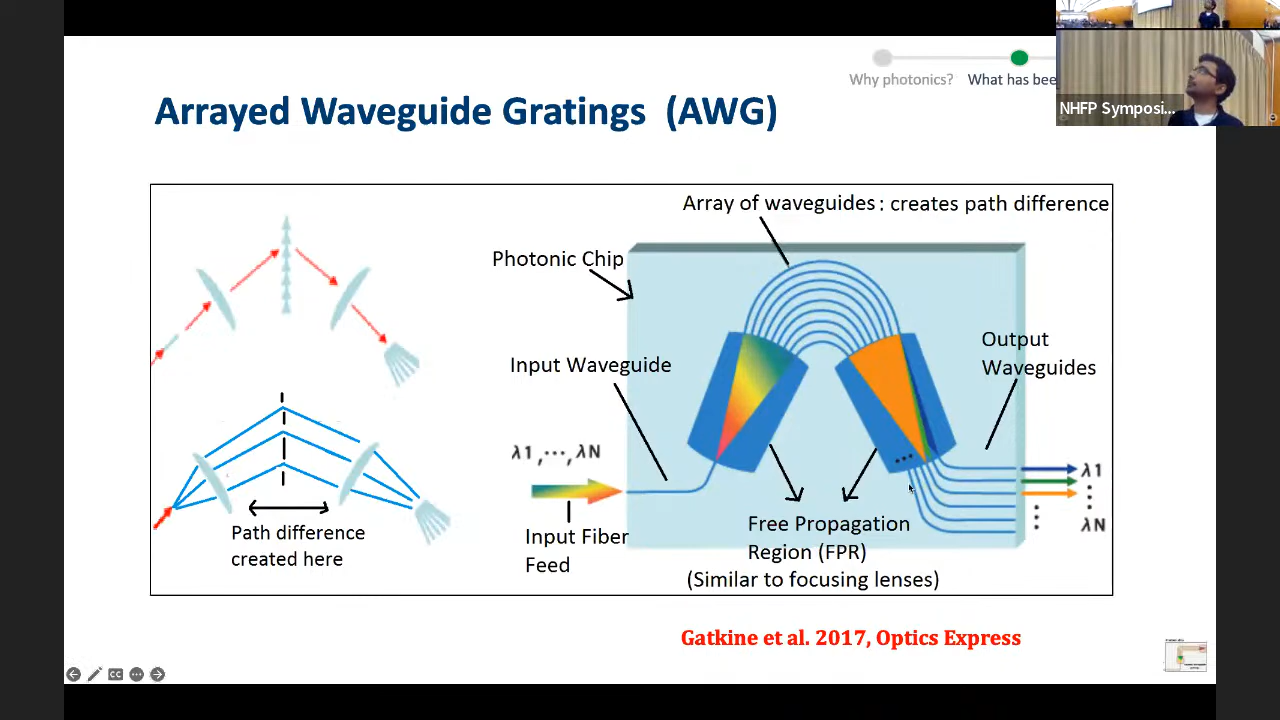 Why photonics?
What has bee
NHFP Symposi...
Arrayed Waveguide Gratings (AWG)
Array of waveguides : creates path difference
Photonic Chip
Input Waveguide
Output
Waveguides
λ1 ,⋯, λN
Input Fiber
Feed
Path difference
created here
Free Propagation
Region (FPR)
(Similar to focusing lenses)
...
λ1
⋮
λN
Gatkine et al. 2017, Optics Express
CC